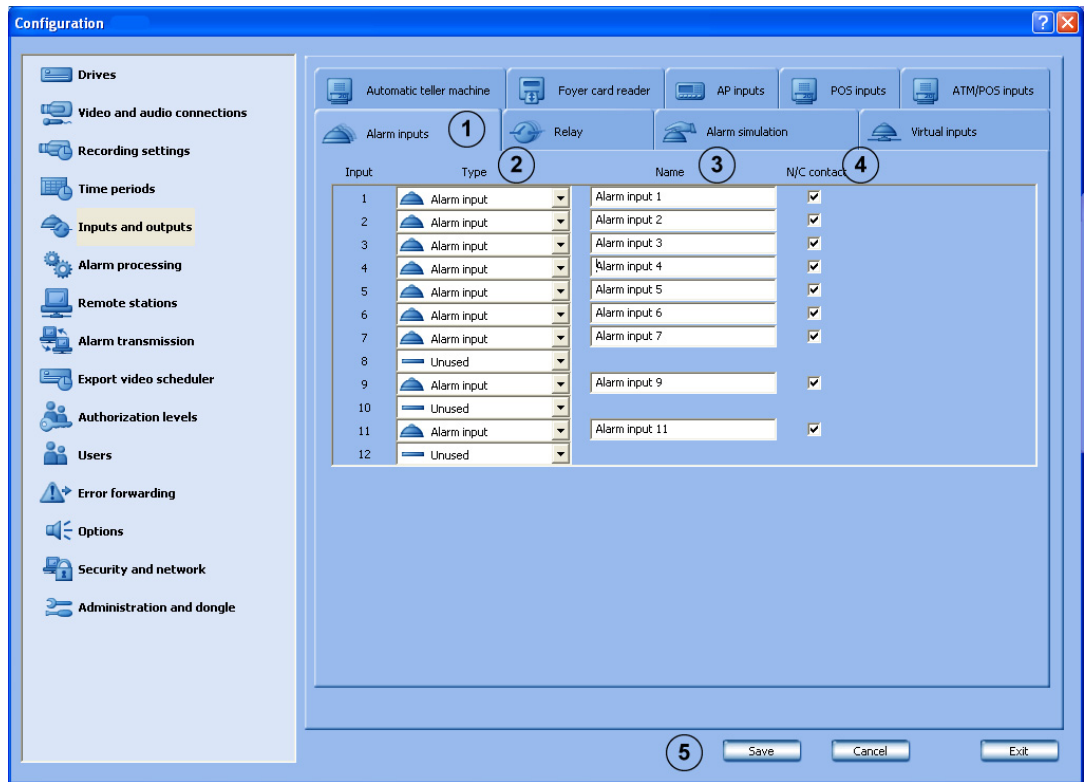 Configuration
Drives
Video and audio connections
Recording settings
Time periods
Inputs and outputs
Alarm processing
Remote stations
Alarm transmission
Export video scheduler
Authorization levels
Users
Error forwarding
Options
Security and network
Administration and dongle
Automatic teller machine Foyer card reader AP inputs POS inputs ATM/POS inputs
Alarm inputs 1 Relay Alarm simulation Virtual inputs
Input Type 2 Name 3 N/C contact 4
1 Alarm input Alarm input 1
2 Alarm input Alarm input 2
3 Alarm input Alarm input 3
4 Alarm input Alarm input 4
5 Alarm input Alarm input 5
6 Alarm input Alarm input 6
7 Alarm input Alarm input 7
8 Unused
9 Alarm input Alarm input 9
10 Unused
11 Alarm input Alarm input 11
12 Unused
5 Save Cancel Exit